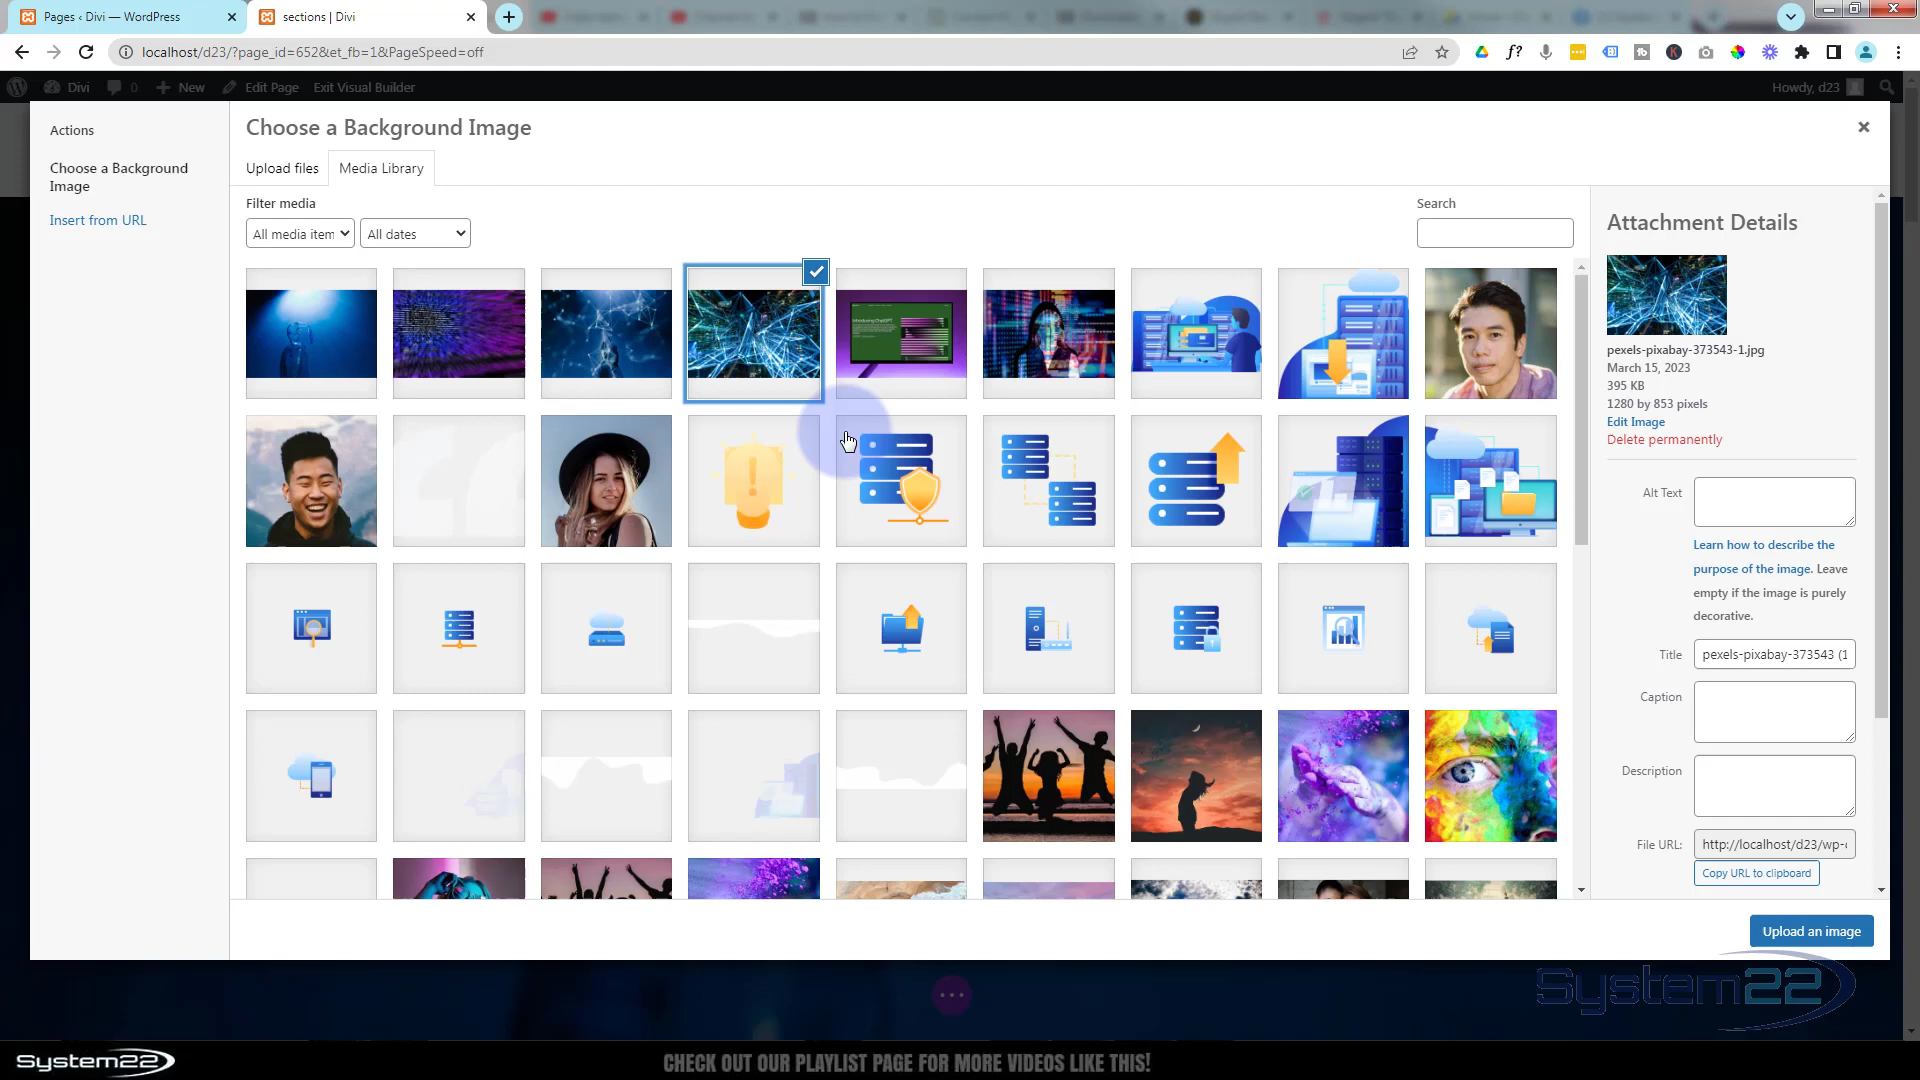 Pages ‹ Divi — WordPress
sections | Divi
localhost/d23/?page_id=652&et_fb=1&PageSpeed=off
Divi
0
New
Edit Page
Exit Visual Builder
Howdy, d23
Actions
Choose a Background
Image
Insert from URL
Choose a Background Image
Upload files
Media Library
Filter media
All media item
All dates
Search
Attachment Details
pexels-pixabay-373543-1.jpg
March 15, 2023
395 KB
1280 by 853 pixels
Edit Image
Delete permanently
Alt Text
Learn how to describe the
purpose of the image. Leave
empty if the image is purely
decorative.
Title
pexels-pixabay-373543 (1
Caption
Description
File URL:
http://localhost/d23/wp-c
Copy URL to clipboard
Upload an image
System22
System22
CHECK OUT OUR PLAYLIST PAGE FOR MORE VIDEOS LIKE THIS!